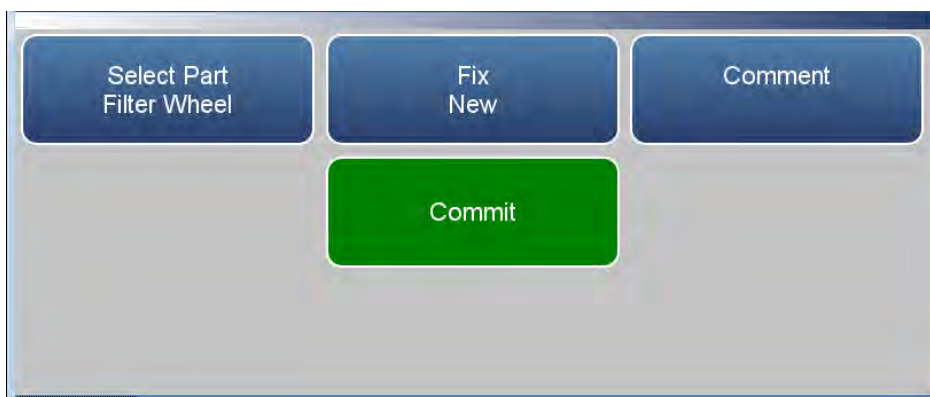 Select Part
Filter Wheel
Fix
New
Comment
Commit